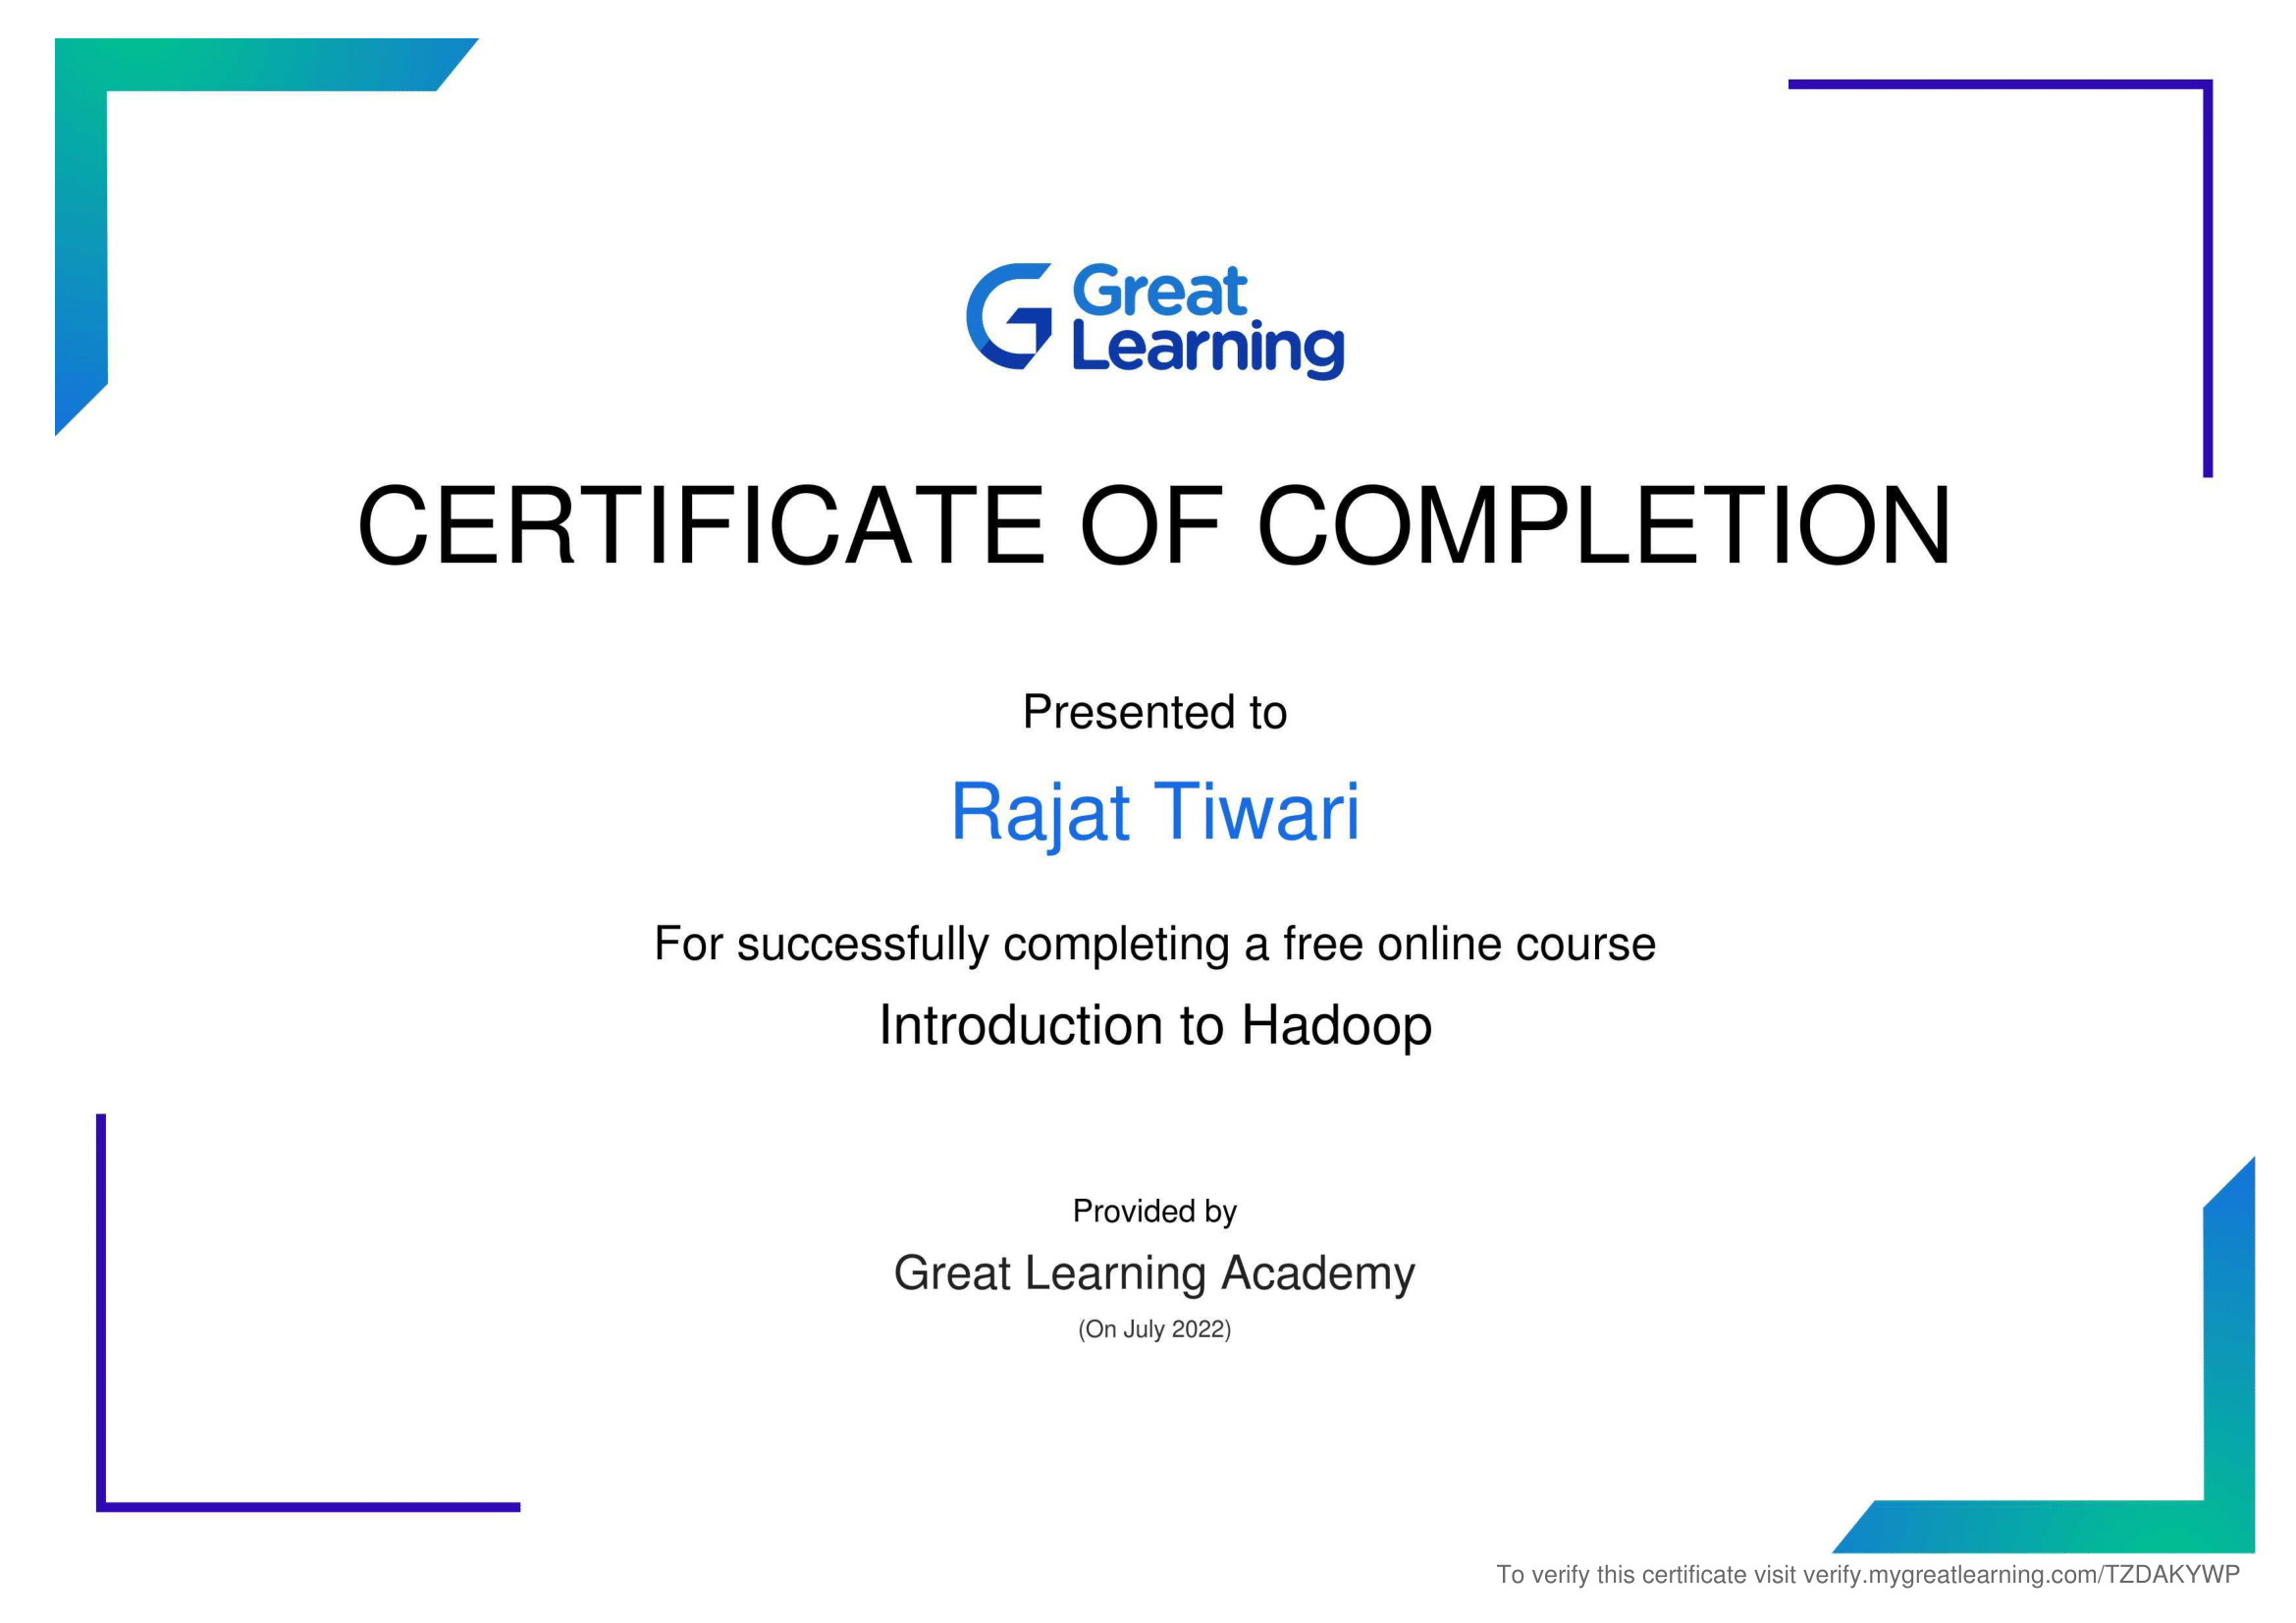 Great
Learning
CERTIFICATE OF COMPLETION
Presented to
Rajat Tiwari
For successfully completing a free online course
Introduction to Hadoop
Provided by
Great Learning Academy
(On July 2022)
To verify this certificate visit verify.mygreatlearning.com/TZDAKYWP